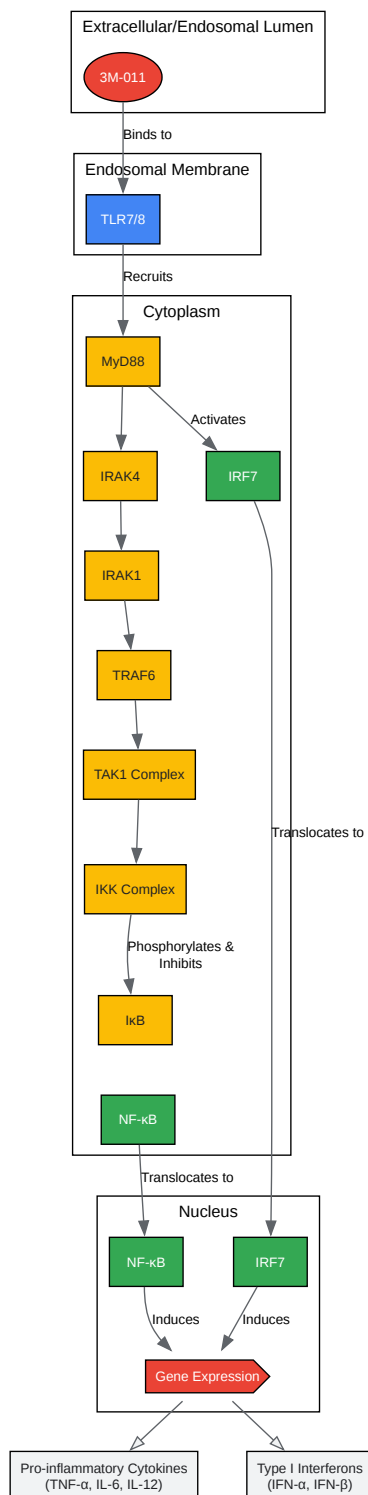 Extracellular/Endosomal Lumen
3M-011
Binds to
Endosomal Membrane
TLR7/8
Recruits
Cytoplasm
MyD88
Activates
IRAK4
IRF7
IRAK1
TRAF6
TAK1 Complex
Translocates to
IKK Complex
Phosphorylates &
Inhibits
IκB
NF-κB
Translocates to
Nucleus
NF-κB
IRF7
Induces
Induces
Gene Expression
Pro-inflammatory Cytokines
(TNF-α, IL-6, IL-12)
Type I Interferons
(IFN-α, IFN-β)